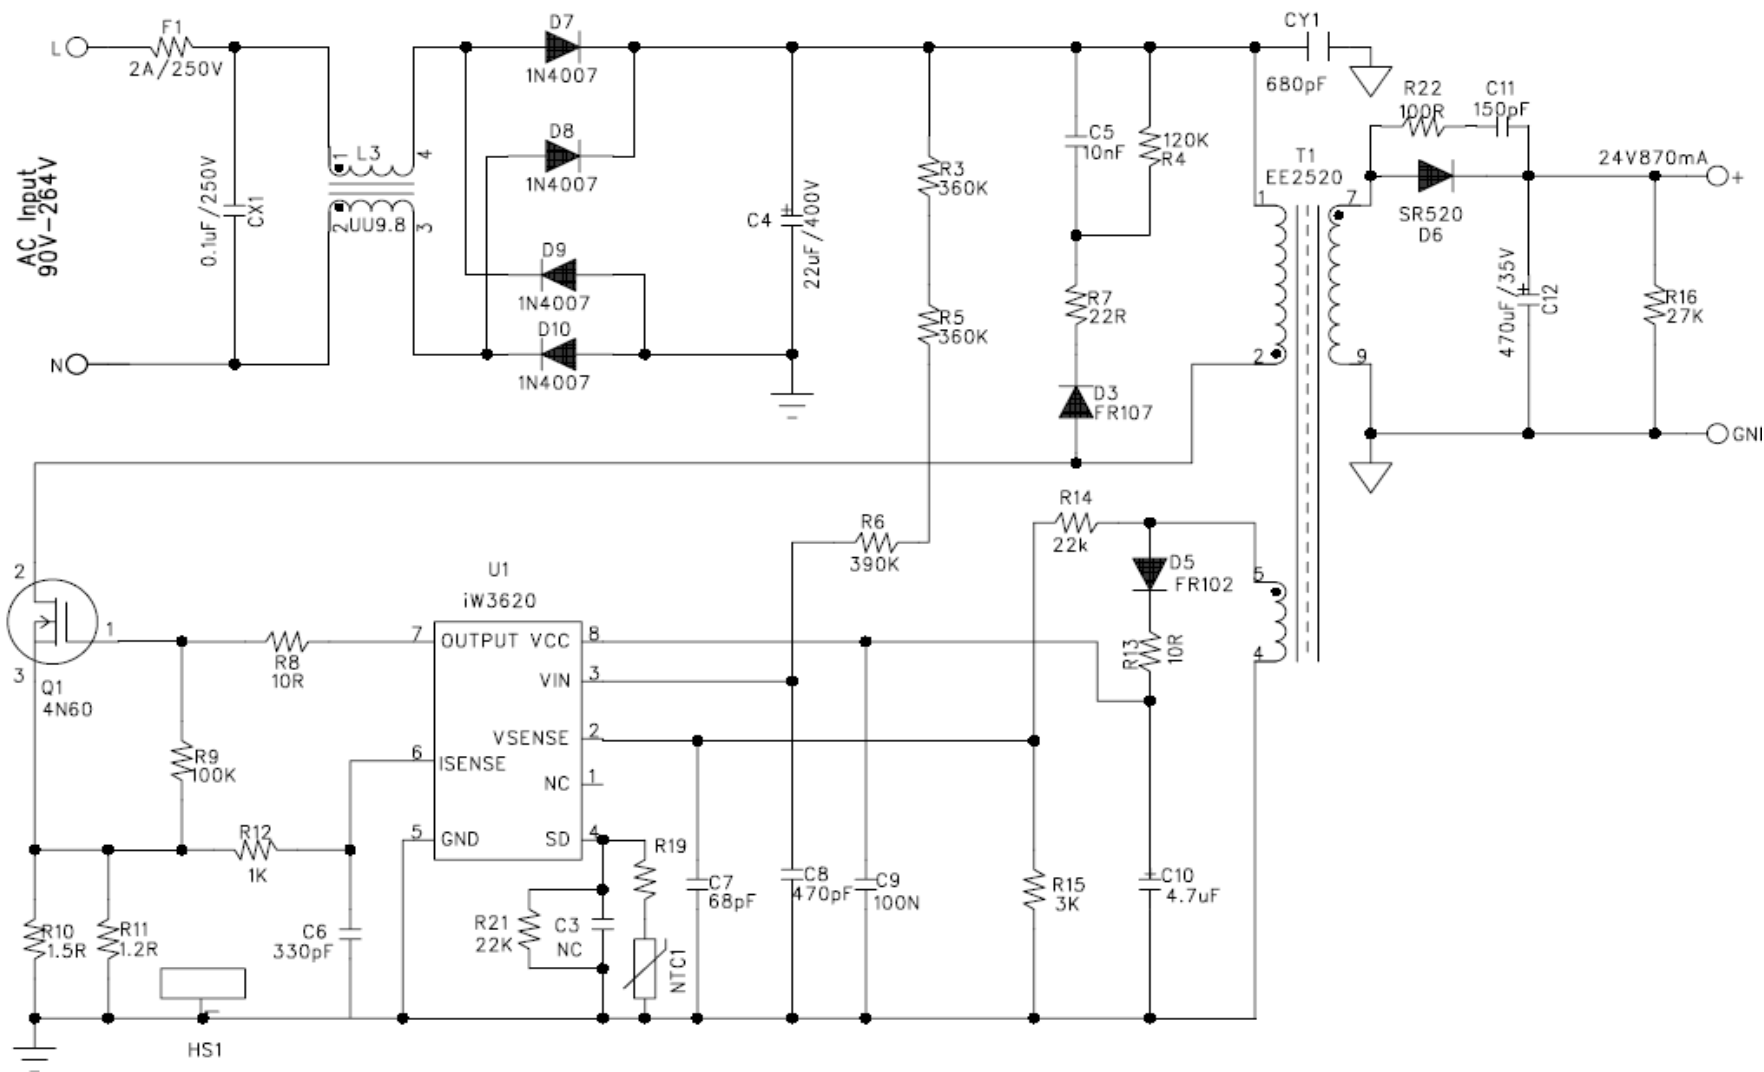 F1
2A/250V
L
AC Input
90V-264V
0.1uF/250V
CX1
N
1
L3
4
2
UU9.8
3
D7
1N4007
D8
1N4007
D9
1N4007
D10
1N4007
C4
+
22uF/400V
R3
360K
R5
360K
C5
10nF
120K
R4
R7
22R
D3
FR107
CY1
680pF
T1
EE2520
1
2
7
9
R22
100R
C11
150pF
SR520
D6
24V870mA
+
470uF/35V
+
C12
R16
27K
GND
R14
22k
D5
FR102
R13
10R
5
4
R6
390K
U1
iW3620
7
OUTPUT
VCC
8
VIN
3
VSENSE
2
6
ISENSE
NC
1
5
GND
SD
4
2
1
3
Q1
4N60
R8
10R
R9
100K
R12
1K
R10
1.5R
R11
1.2R
C6
330pF
HS1
R21
22K
C3
NC
R19
NTC1
C7
68pF
C8
470pF
C9
100N
R15
3K
+
C10
4.7uF